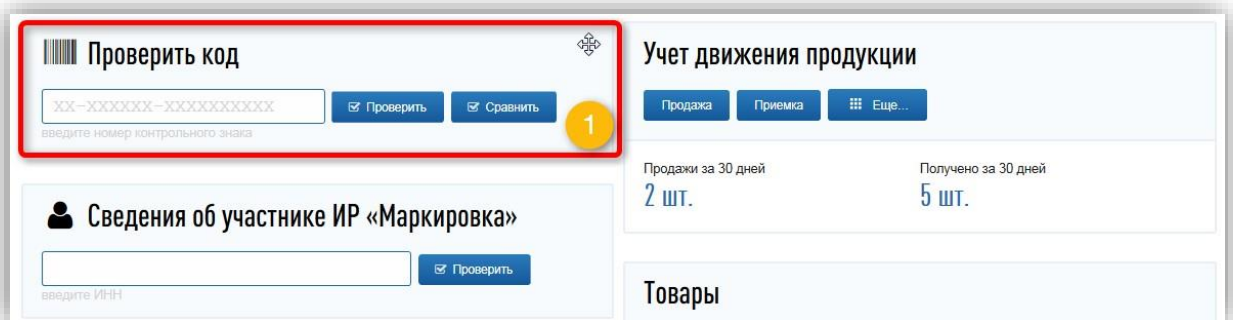 Проверить код
XX-XXXXXX-XXXXXXXXXX
Проверить
Сравнить
введите номер контрольного знака
1
Сведения об участнике ИР «Маркировка»
Проверить
введите ИНН
Учет движения продукции
Продажа
Приемка
Еще...
Продажи за 30 дней
Получено за 30 дней
2 шт.
5 шт.
Товары